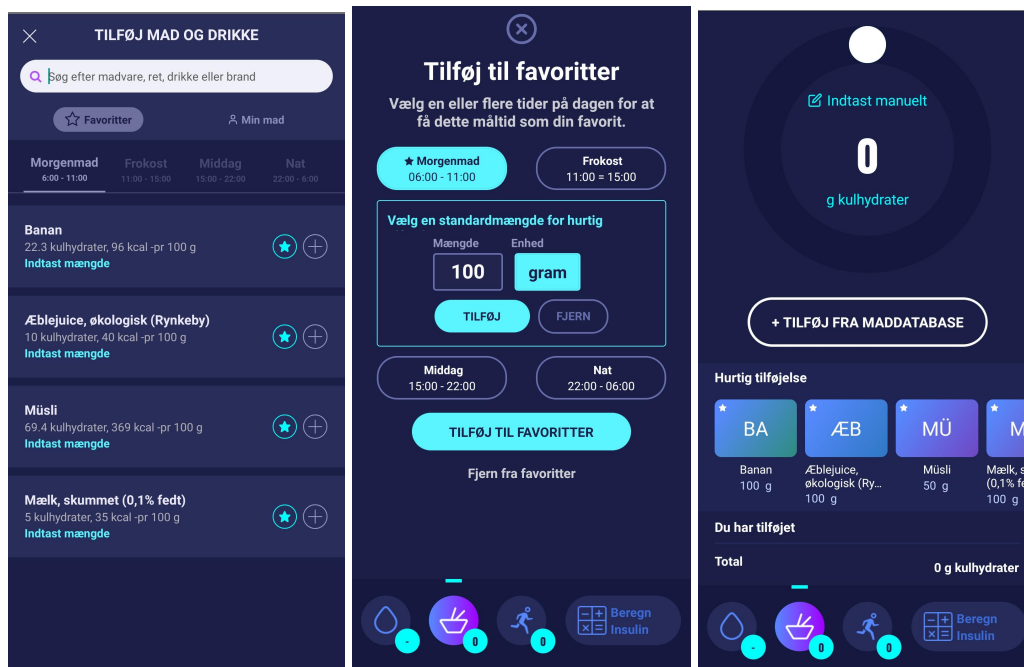 TILFØJ MAD OG DRIKKE
Søg efter madvare, ret, drikke eller brand
Favoritter
Min mad
Morgenmad
6:00 - 11:00
Frokost
11:00 - 15:00
Middag
15:00 - 22:00
Nat
22:00 - 6:00
Banan
22.3 kulhydrater, 96 kcal -pr 100 g
Indtast mængde
Æblejuice, økologisk (Rynkeby)
10 kulhydrater, 40 kcal -pr 100 g
Indtast mængde
Müsli
69.4 kulhydrater, 369 kcal -pr 100 g
Indtast mængde
Mælk, skummet (0,1% fedt)
5 kulhydrater, 35 kcal -pr 100 g
Indtast mængde
Tilføj til favoritter
Vælg en eller flere tider på dagen for at
få dette måltid som din favorit.
Morgenmad
06:00 - 11:00
Frokost
11:00 = 15:00
Vælg en standardmængde for hurtig
Mængde
Enhed
100
gram
TILFØJ
FJERN
Middag
15:00 - 22:00
Nat
22:00 - 06:00
TILFØJ TIL FAVORITTER
Fjern fra favoritter
-
0
0
Beregn
Insulin
Indtast manuelt
0
g kulhydrater
+ TILFØJ FRA MADDATABASE
Hurtig tilføjelse
BA
ÆB
MÜ
M
Banan
100 g
Æblejuice,
økologisk (Ry...
100 g
Müsli
50 g
Mælk, s
(0,1% fe
100 g
Du har tilføjet
Total
0 g kulhydrater
-
0
0
Beregn
Insulin